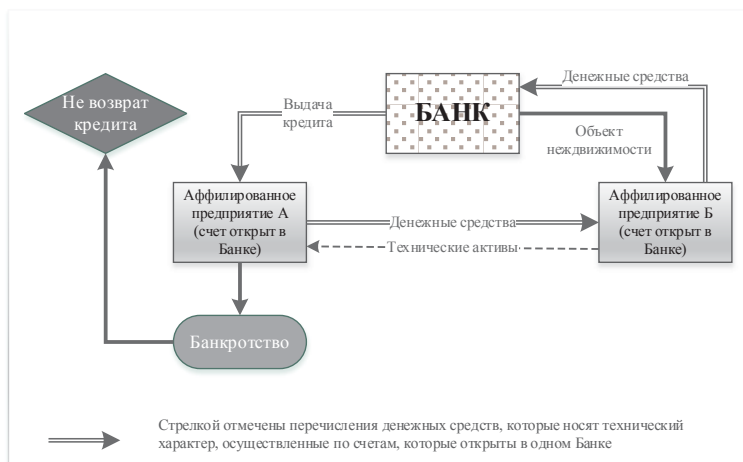 Денежные средства
Не возврат
кредита
Выдача
кредита
БАНК
Объект
неждвижимости
Аффилированное
предприятие А
(счет открыт в
Банке)
Денежные средства
Технические активы
Аффилированное
предприятие Б
(счет открыт в
Банке)
Банкротство
Стрелкой отмечены перечисления денежных средств, которые носят технический
характер, осуществленные по счетам, которые открыты в одном Банке